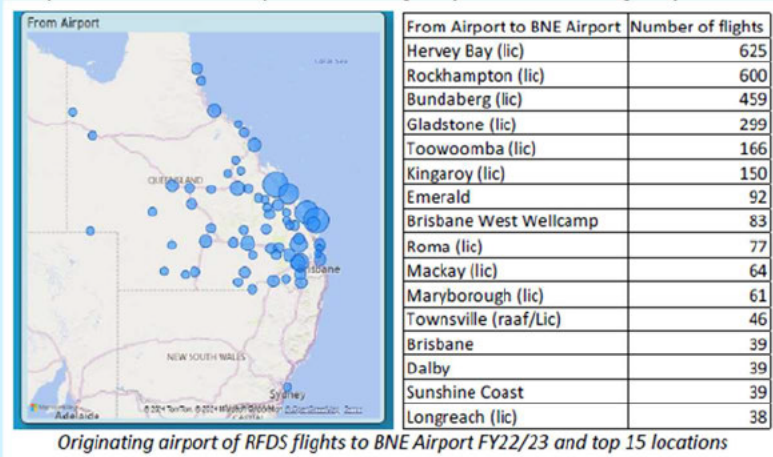 From Airport
QUEENSLAND
Brisbane
NEW SOUTH WALES
Sydney
Adelaide
From Airport to BNE Airport Number of flights
Hervey Bay (lic) 625
Rockhampton (lic) 600
Bundaberg (lic) 459
Gladstone (lic) 299
Toowoomba (lic) 166
Kingaroy (lic) 150
Emerald 92
Brisbane West Wellcamp 83
Roma (lic) 77
Mackay (lic) 64
Maryborough (lic) 61
Townsville (raaf/Lic) 46
Brisbane 39
Dalby 39
Sunshine Coast 39
Longreach (lic) 38
Originating airport of RFDS flights to BNE Airport FY22/23 and top 15 locations